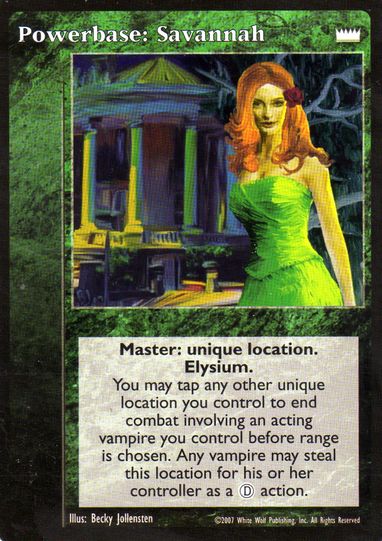 Powerbase: Savannah
Master: unique location.
Elysium.
You may tap any other unique
location you control to end
combat involving an acting
vampire you control before range
is chosen. Any vampire may steal
this location for his or her
controller as a Ⓓ action.
Illus: Becky Jollensten
©2007 White Wolf Publishing, Inc. All Rights Reserved.